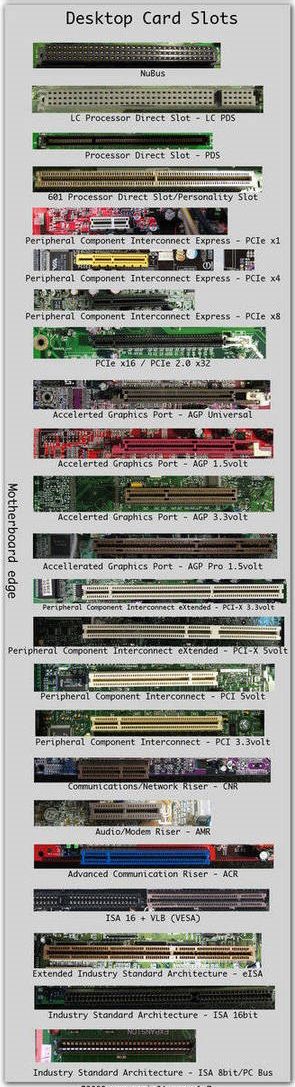 Desktop Card Slots
NuBus
LC Processor Direct Slot - LC PDS
Processor Direct Slot - PDS
601 Processor Direct Slot/Personality Slot
Peripheral Component Interconnect Express - PCIe x1
Peripheral Component Interconnect Express - PCIe x4
Peripheral Component Interconnect Express - PCIe x8
PCIe x16 / PCIe 2.0 x32
Accelerted Graphics Port - AGP Universal
Accelerted Graphics Port - AGP 1.5volt
Accelerted Graphics Port - AGP 3.3volt
Accellerated Graphics Port - AGP Pro 1.5volt
Motherboard edge
Peripheral Component Interconnect eXtended - PCI-X 3.3volt
Peripheral Component Interconnect eXtended - PCI-X 5volt
Peripheral Component Interconnect - PCI 5volt
Peripheral Component Interconnect - PCI 3.3volt
Communications/Network Riser - CNR
Audio/Modem Riser - AMR
Advanced Communication Riser - ACR
ISA 16 + VLB (VESA)
Extended Industry Standard Architecture - eISA
Industry Standard Architecture - ISA 16bit
EXPANSION
Industry Standard Architecture - ISA 8bit/PC Bus